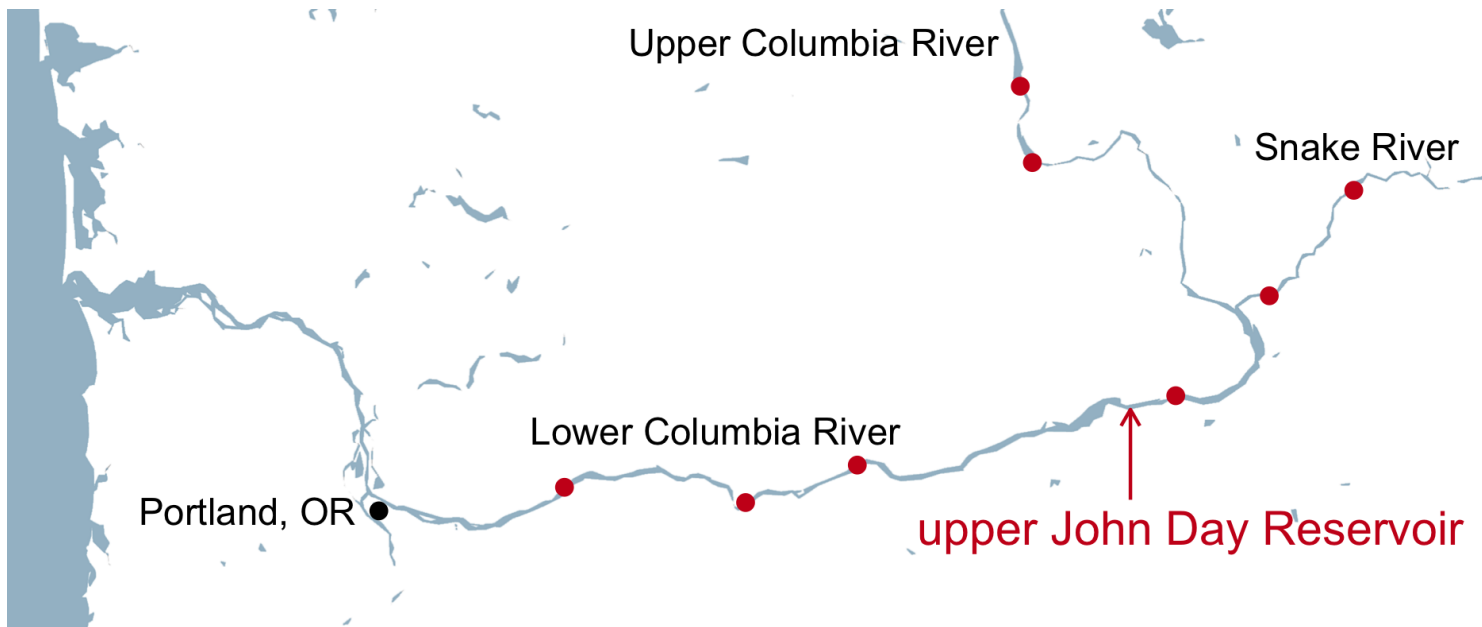 Upper Columbia River
Snake River
Lower Columbia River
Portland, OR
upper John Day Reservoir